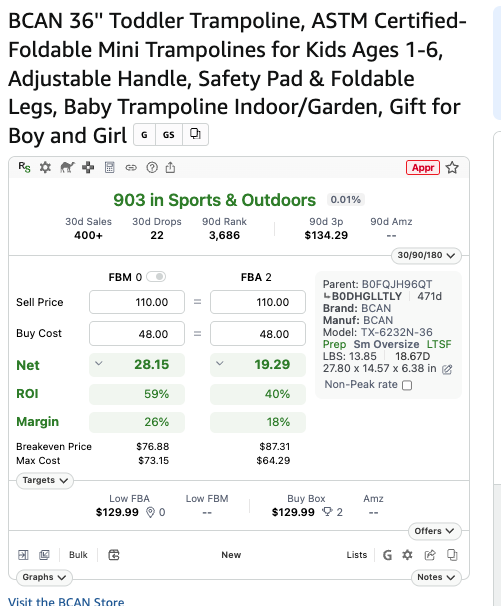 BCAN 36" Toddler Trampoline, ASTM Certified-
Foldable Mini Trampolines for Kids Ages 1-6,
Adjustable Handle, Safety Pad & Foldable
Legs, Baby Trampoline Indoor/Garden, Gift for
Boy and Girl G GS
RS Appr
903 in Sports & Outdoors 0.01%
30d Sales 30d Drops 90d Rank 90d 3p 90d Amz
400+ 22 3,686 $134.29 --
30/90/180
FBM 0 FBA 2
Sell Price 110.00 = 110.00
Buy Cost 48.00 = 48.00
Net 28.15 19.29
ROI 59% 40%
Margin 26% 18%
Breakeven Price $76.88 $87.31
Max Cost $73.15 $64.29
Parent: B0FQJH96QT
B0DHGLLTLY 471d
Brand: BCAN
Manuf: BCAN
Model: TX-6232N-36
Prep Sm Oversize LTSF
LBS: 13.85 18.67D
27.80 x 14.57 x 6.38 in
Non-Peak rate
Targets
Low FBA Low FBM Buy Box Amz
$129.99 0 -- $129.99 2 --
Offers
Bulk New Lists G
Graphs Notes
Visit the BCAN Store